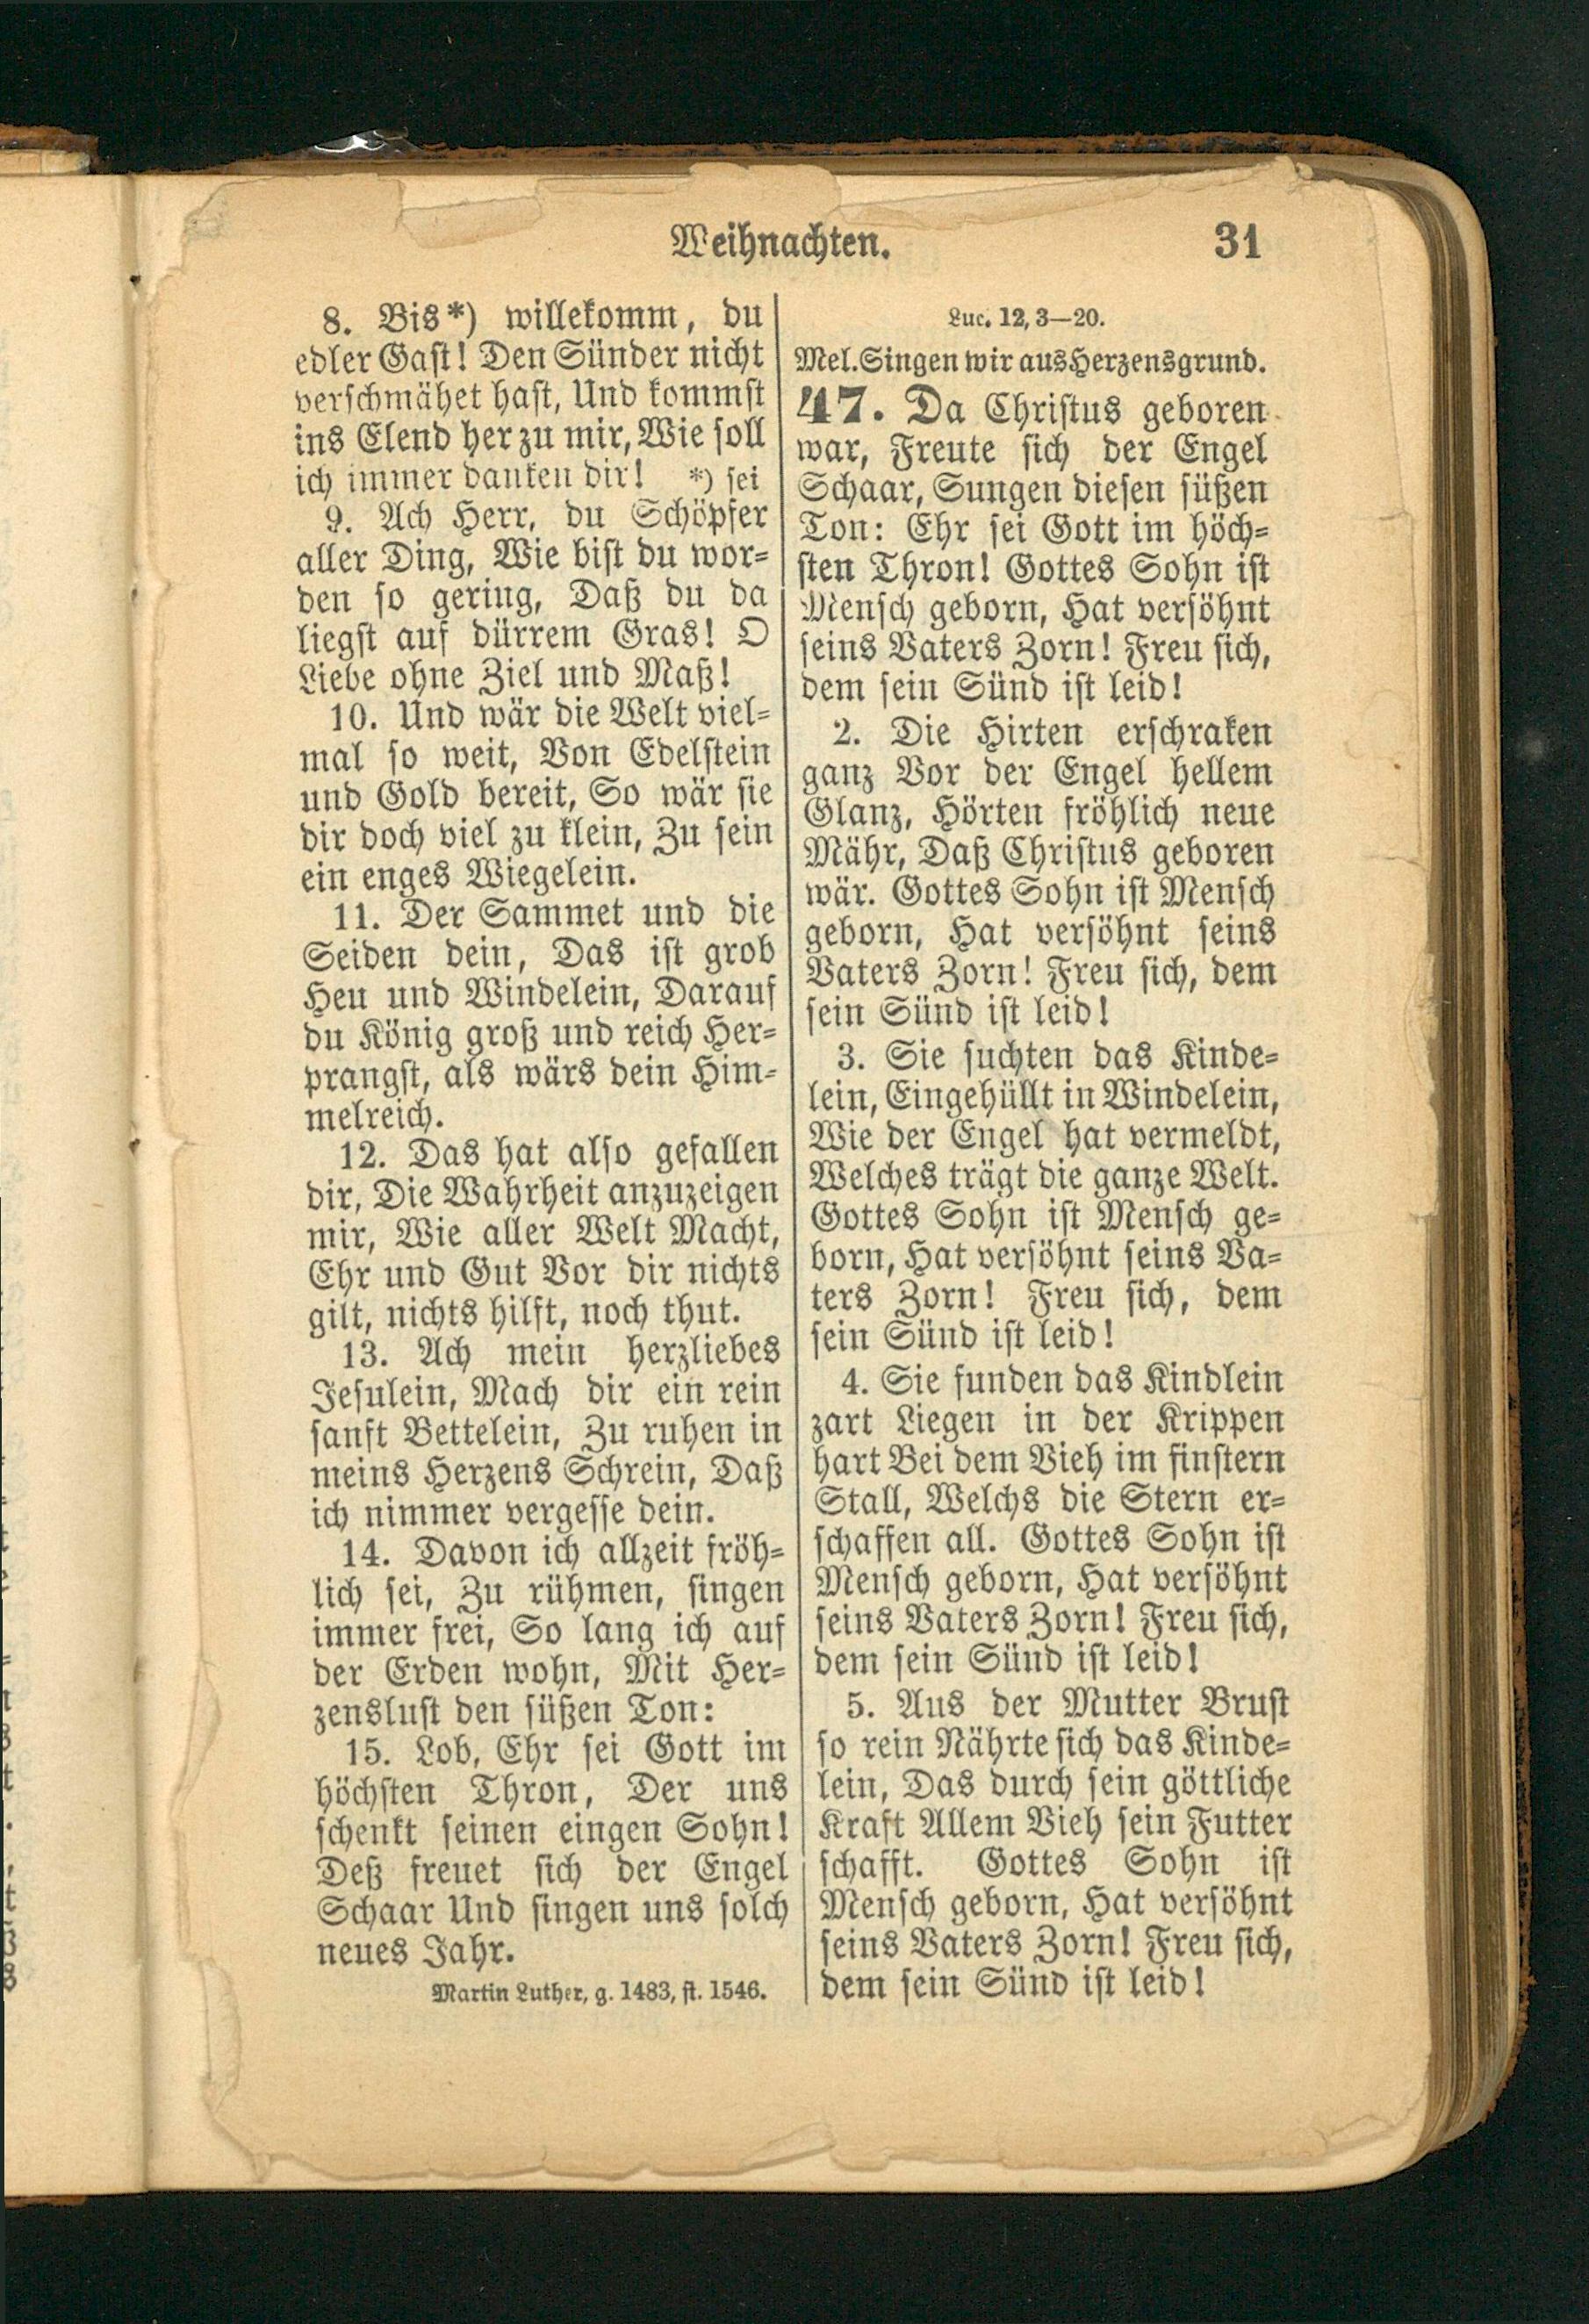 Weihnachten. 31
8. Bis*) willekomm, du
edler Gast! Den Sünder nicht
verschmähet hast, Und kommst
ins Elend her zu mir, Wie soll
ich immer danken dir! *) sei
9. Ach Herr, du Schöpfer
aller Ding, Wie bist du wor=
den so gering, Daß du da
liegst auf dürrem Gras! O
Liebe ohne Ziel und Maß!
10. Und wär die Welt viel=
mal so weit, Von Edelstein
und Gold bereit, So wär sie
dir doch viel zu klein, Zu sein
ein enges Wiegelein.
11. Der Sammet und die
Seiden dein, Das ist grob
Heu und Windelein, Darauf
du König groß und reich Her=
prangst, als wärs dein Him=
melreich.
12. Das hat also gefallen
dir, Die Wahrheit anzuzeigen
mir, Wie aller Welt Macht,
Ehr und Gut Vor dir nichts
gilt, nichts hilft, noch thut.
13. Ach mein herzliebes
Jesulein, Mach dir ein rein
sanft Bettelein, Zu ruhen in
meins Herzens Schrein, Daß
ich nimmer vergesse dein.
14. Davon ich allzeit fröh=
lich sei, Zu rühmen, singen
immer frei, So lang ich auf
der Erden wohn, Mit Her=
zenslust den süßen Ton:
15. Lob, Ehr sei Gott im
höchsten Thron, Der uns
schenkt seinen eingen Sohn!
Deß freuet sich der Engel
Schaar Und singen uns solch
neues Jahr.
Martin Luther, g. 1483, st. 1546.
Luc. 12, 3—20.
Mel. Singen wir aus Herzensgrund.
47. Da Christus geboren
war, Freute sich der Engel
Schaar, Sungen diesen süßen
Ton: Ehr sei Gott im höch=
sten Thron! Gottes Sohn ist
Mensch geborn, Hat versöhnt
seins Vaters Zorn! Freu sich,
dem sein Sünd ist leid!
2. Die Hirten erschraken
ganz Vor der Engel hellem
Glanz, Hörten fröhlich neue
Mähr, Daß Christus geboren
wär. Gottes Sohn ist Mensch
geborn, Hat versöhnt seins
Vaters Zorn! Freu sich, dem
sein Sünd ist leid!
3. Sie suchten das Kinde=
lein, Eingehüllt in Windelein,
Wie der Engel hat vermeldt,
Welches trägt die ganze Welt.
Gottes Sohn ist Mensch ge=
born, Hat versöhnt seins Va=
ters Zorn! Freu sich, dem
sein Sünd ist leid!
4. Sie funden das Kindlein
zart Liegen in der Krippen
hart Bei dem Vieh im finstern
Stall, Welchs die Stern er=
schaffen all. Gottes Sohn ist
Mensch geborn, Hat versöhnt
seins Vaters Zorn! Freu sich,
dem sein Sünd ist leid!
5. Aus der Mutter Brust
so rein Nährte sich das Kinde=
lein, Das durch sein göttliche
Kraft Allem Vieh sein Futter
schafft. Gottes Sohn ist
Mensch geborn, Hat versöhnt
seins Vaters Zorn! Freu sich,
dem sein Sünd ist leid!